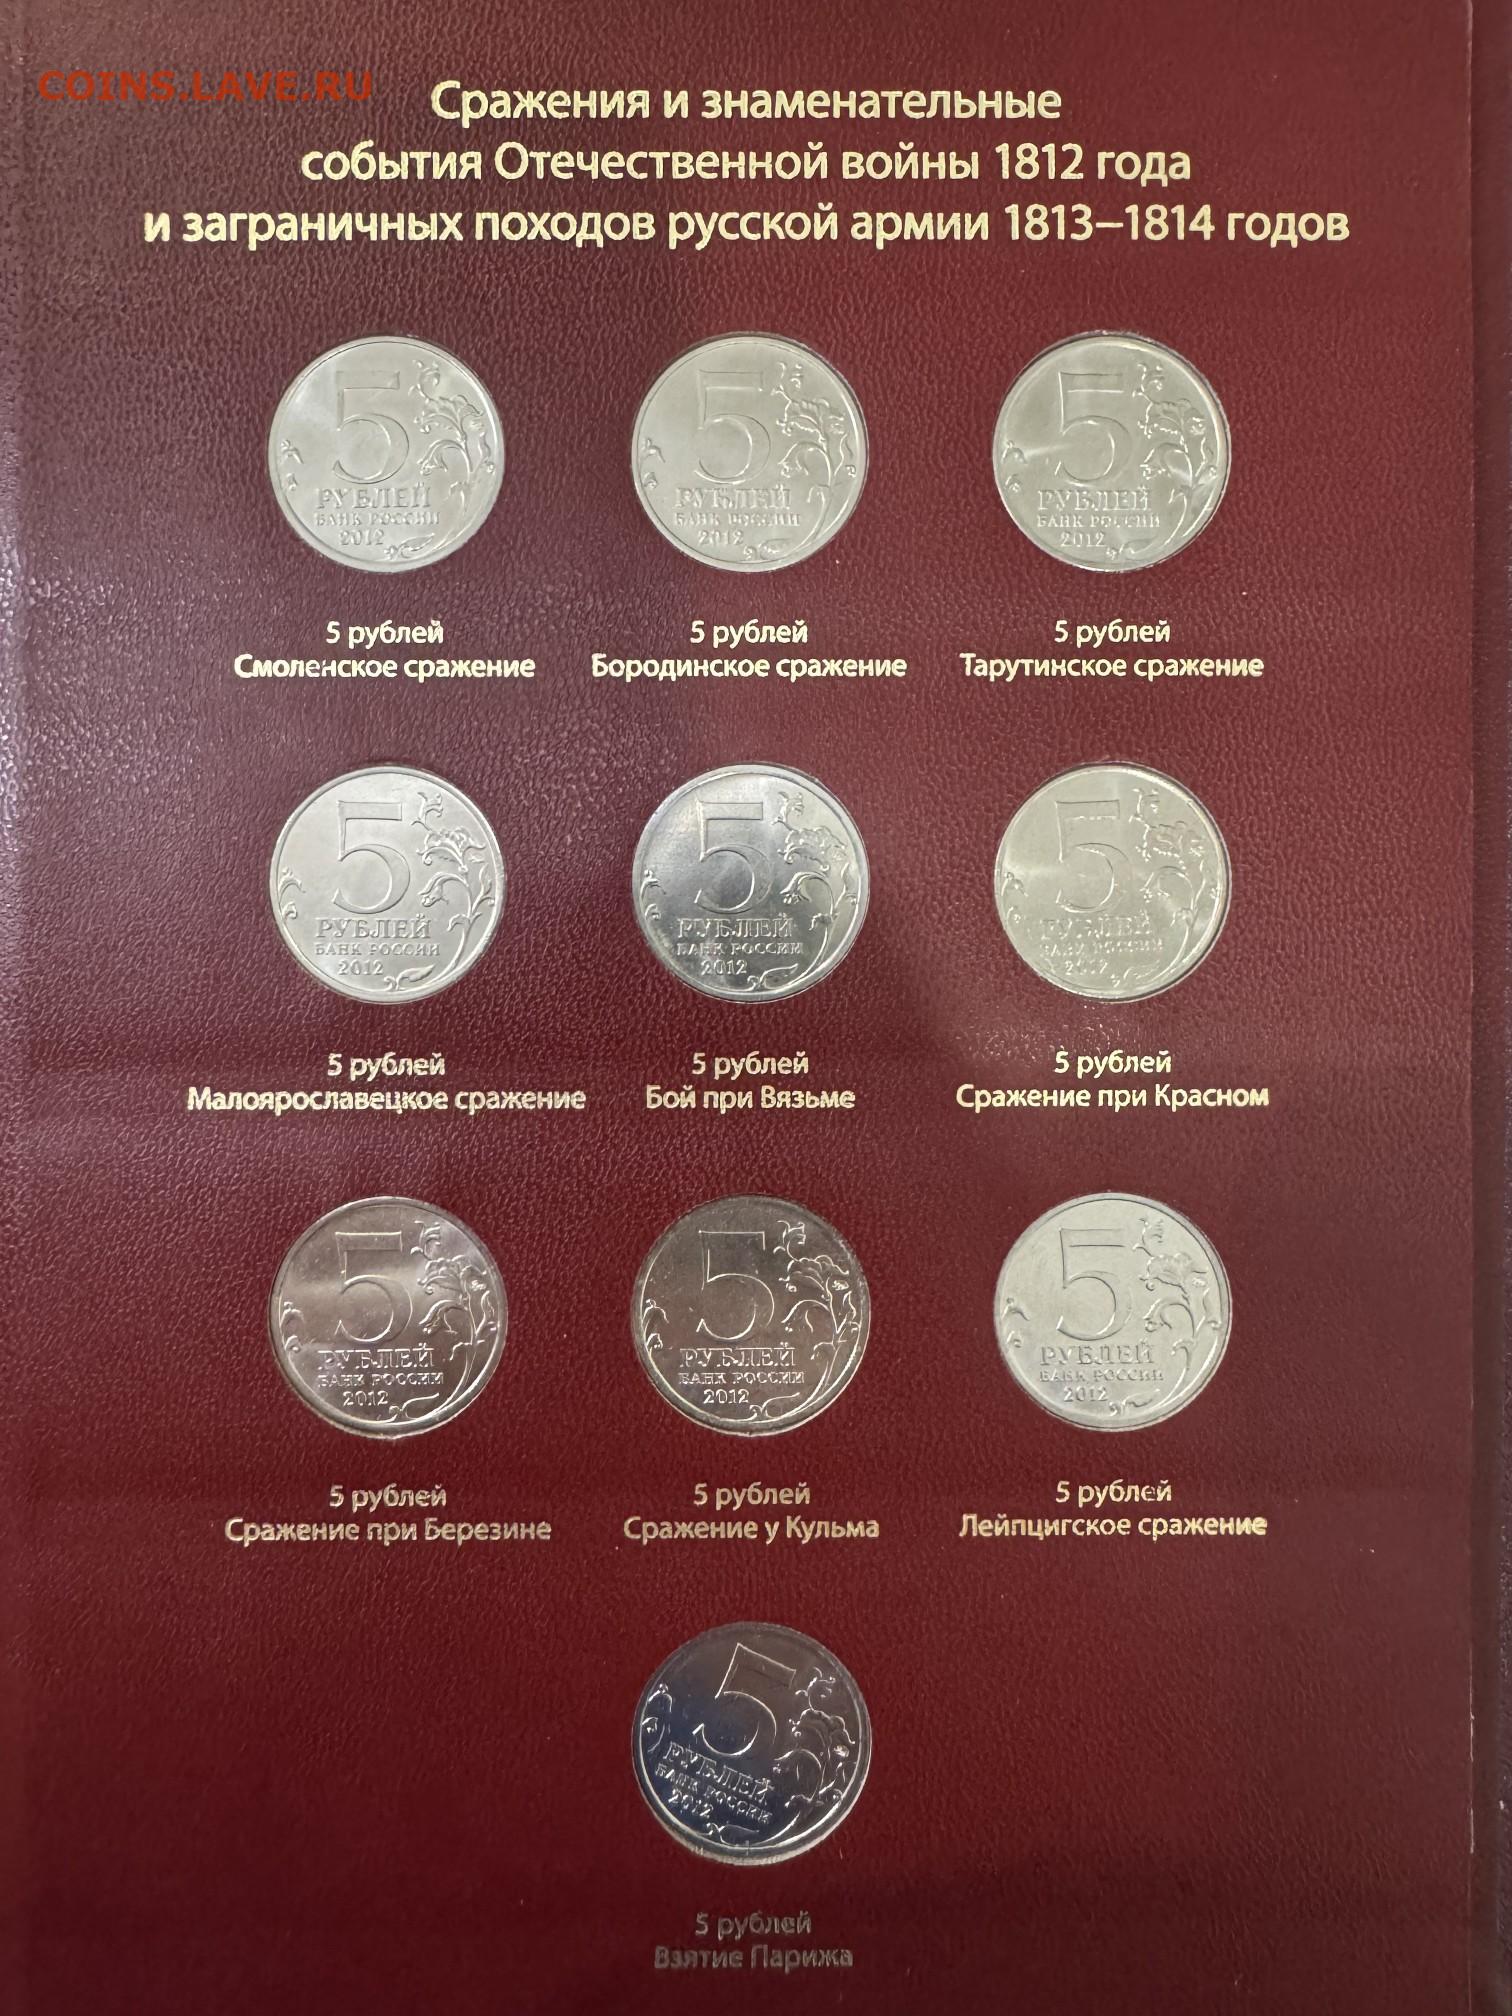 COINS.LAVE.RU
Сражения и знаменательные
события Отечественной войны 1812 года
и заграничных походов русской армии 1813–1814 годов
5
РУБЛЕЙ
БАНК РОССИИ
2012
5
РУБЛЕЙ
БАНК РОССИИ
2012
5
РУБЛЕЙ
БАНК РОССИИ
2012
5 рублей
Смоленское сражение
5 рублей
Бородинское сражение
5 рублей
Тарутинское сражение
5
РУБЛЕЙ
БАНК РОССИИ
2012
5
РУБЛЕЙ
БАНК РОССИИ
2012
5
РУБЛЕЙ
БАНК РОССИИ
2012
5 рублей
Малоярославецкое сражение
5 рублей
Бой при Вязьме
5 рублей
Сражение при Красном
5
РУБЛЕЙ
БАНК РОССИИ
2012
5
РУБЛЕЙ
БАНК РОССИИ
2012
5
РУБЛЕЙ
БАНК РОССИИ
2012
5 рублей
Сражение при Березине
5 рублей
Сражение у Кульма
5 рублей
Лейпцигское сражение
5
РУБЛЕЙ
БАНК РОССИИ
2012
5 рублей
Взятие Парижа